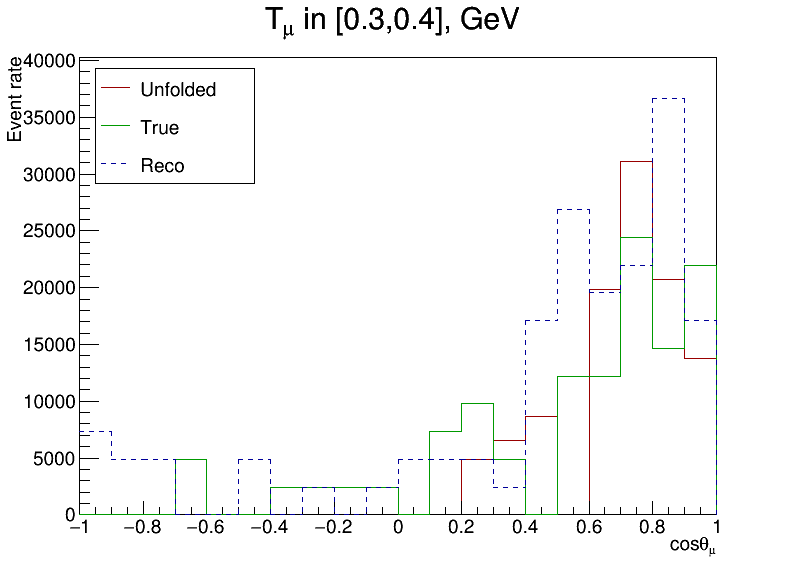 Tμ in [0.3,0.4], GeV
Event rate
40000
35000
30000
25000
20000
15000
10000
5000
0
Unfolded
True
Reco
−1 −0.8 −0.6 −0.4 −0.2 0 0.2 0.4 0.6 0.8 1
cosθμ